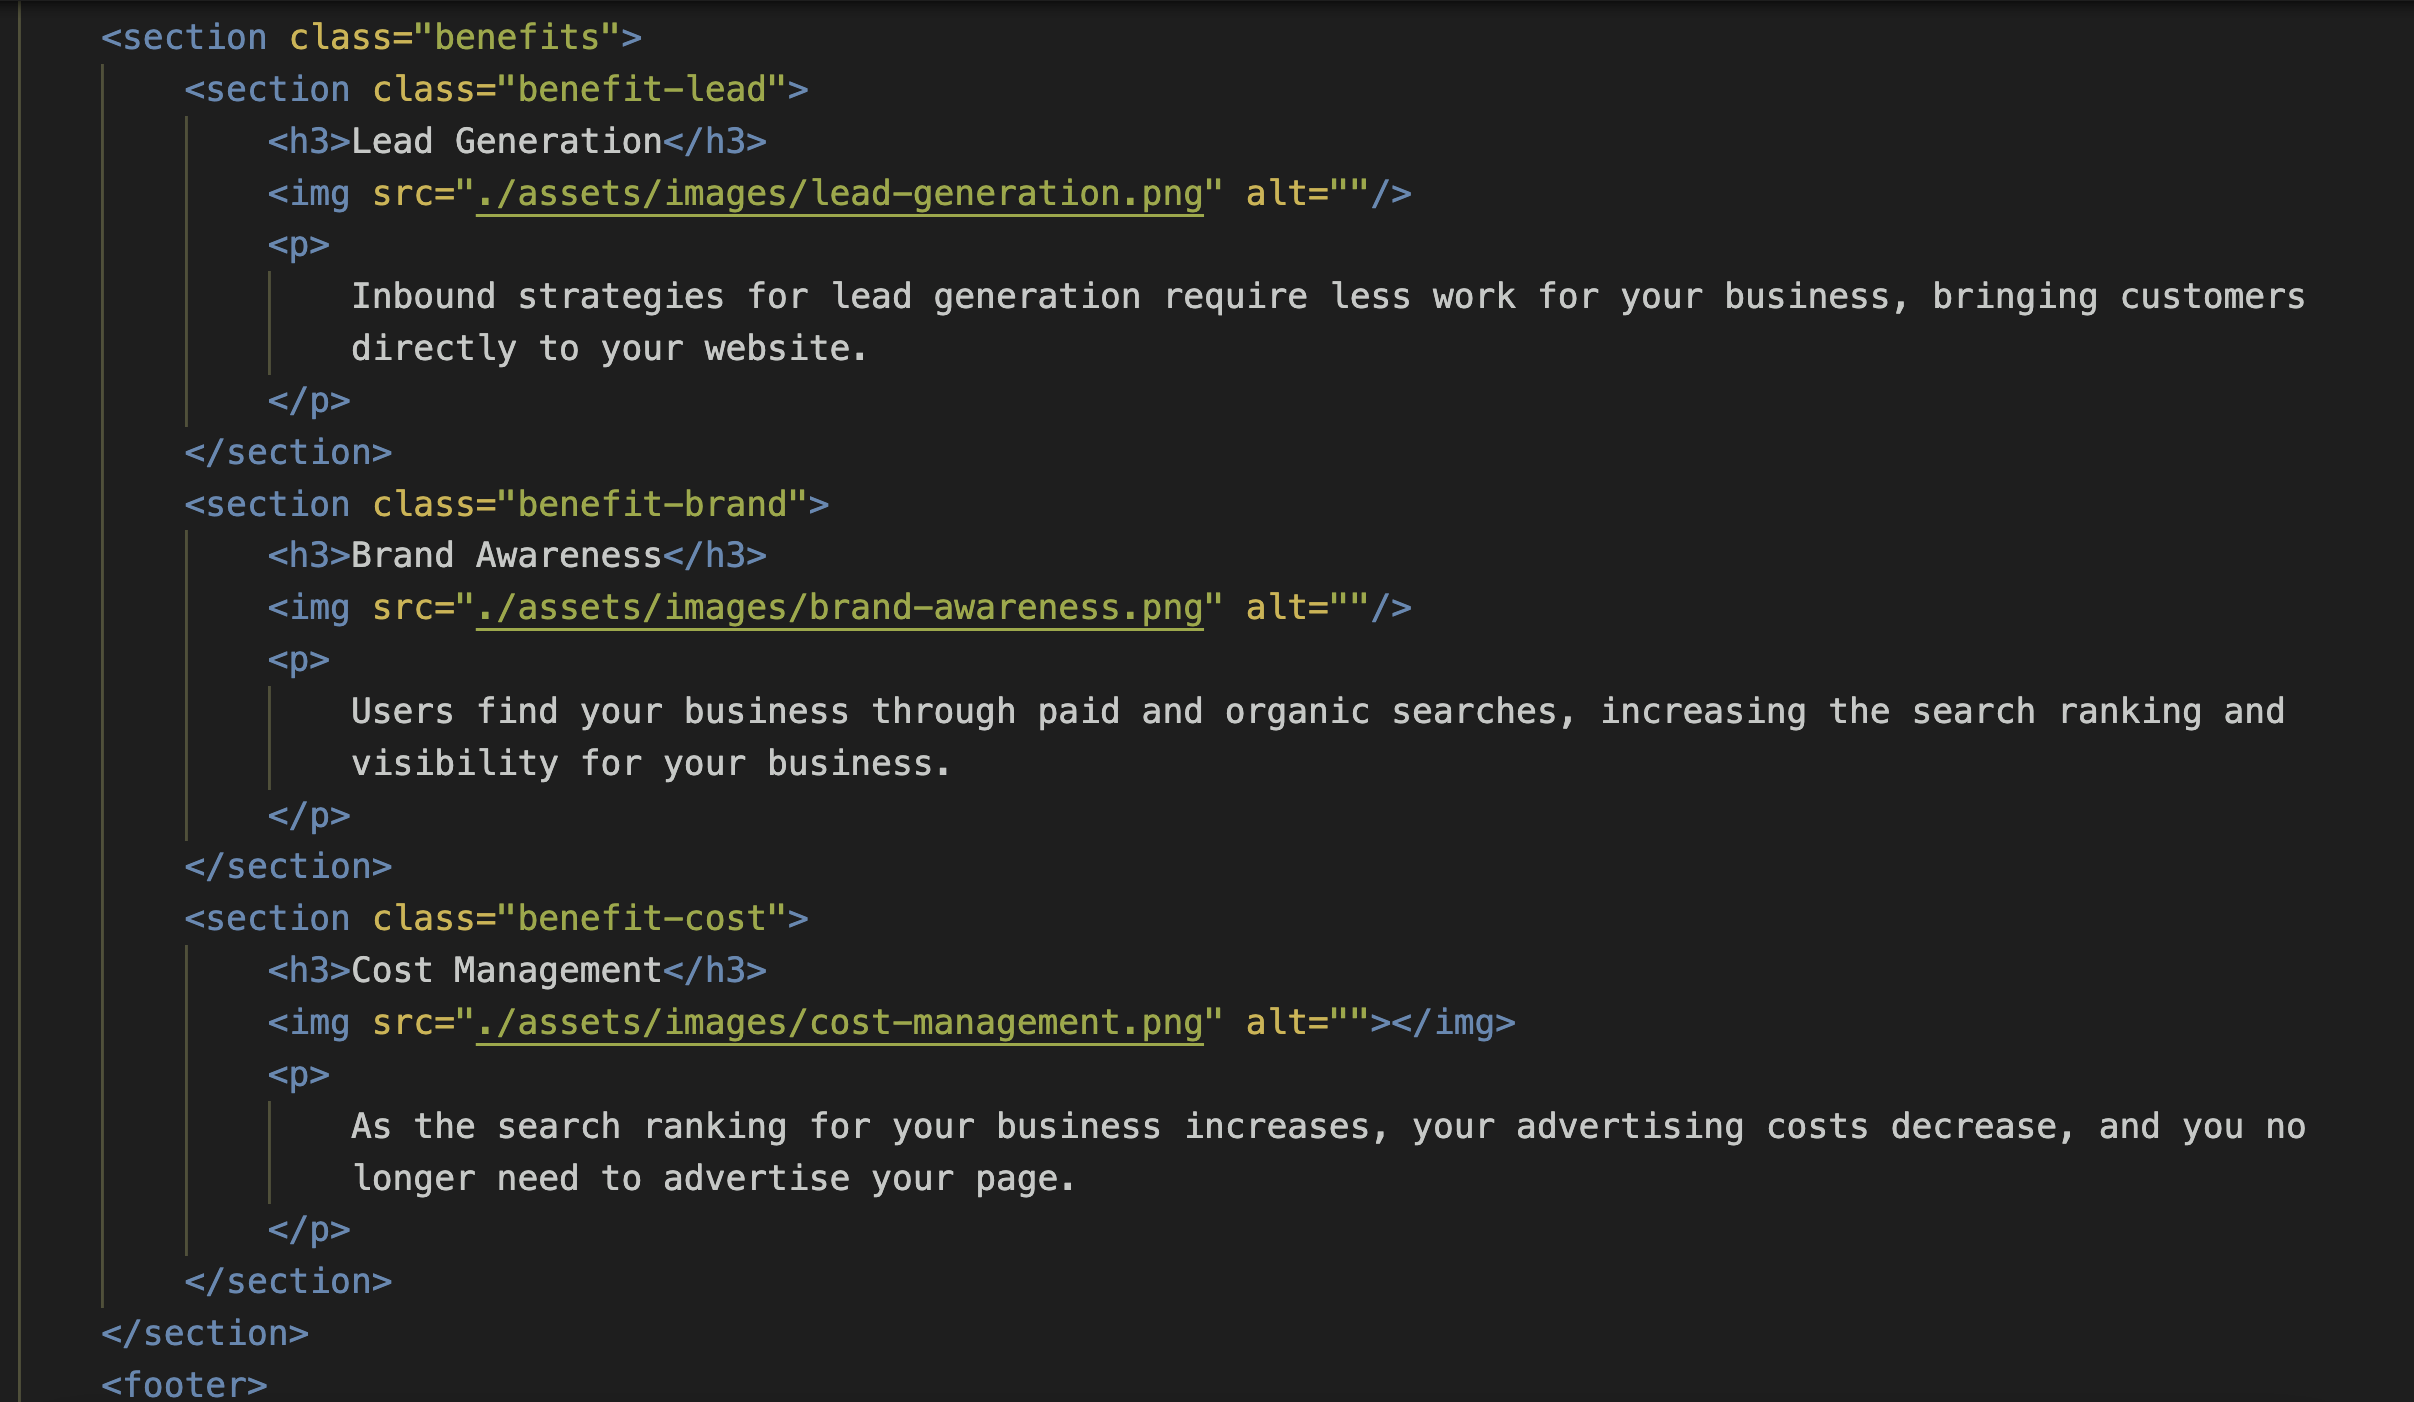 <section class="benefits">
<section class="benefit-lead">
<h3>Lead Generation</h3>
<img src="./assets/images/lead-generation.png" alt=""/>
<p>
Inbound strategies for lead generation require less work for your business, bringing customers
directly to your website.
</p>
</section>
<section class="benefit-brand">
<h3>Brand Awareness</h3>
<img src="./assets/images/brand-awareness.png" alt=""/>
<p>
Users find your business through paid and organic searches, increasing the search ranking and
visibility for your business.
</p>
</section>
<section class="benefit-cost">
<h3>Cost Management</h3>
<img src="./assets/images/cost-management.png" alt=""></img>
<p>
As the search ranking for your business increases, your advertising costs decrease, and you no
longer need to advertise your page.
</p>
</section>
</section>
<footer>